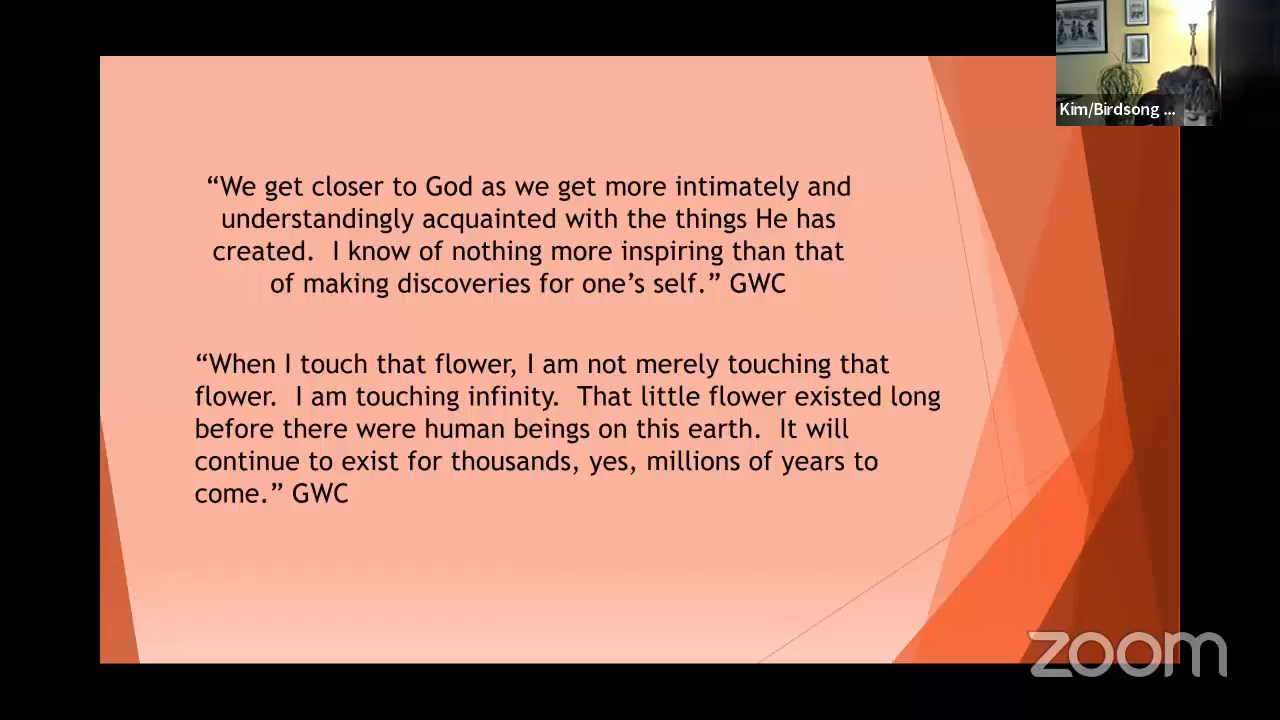 Kim/Birdsong ...
“We get closer to God as we get more intimately and
understandingly acquainted with the things He has
created.  I know of nothing more inspiring than that
of making discoveries for one’s self.” GWC
“When I touch that flower, I am not merely touching that
flower.  I am touching infinity.  That little flower existed long
before there were human beings on this earth.  It will
continue to exist for thousands, yes, millions of years to
come.” GWC
zoom